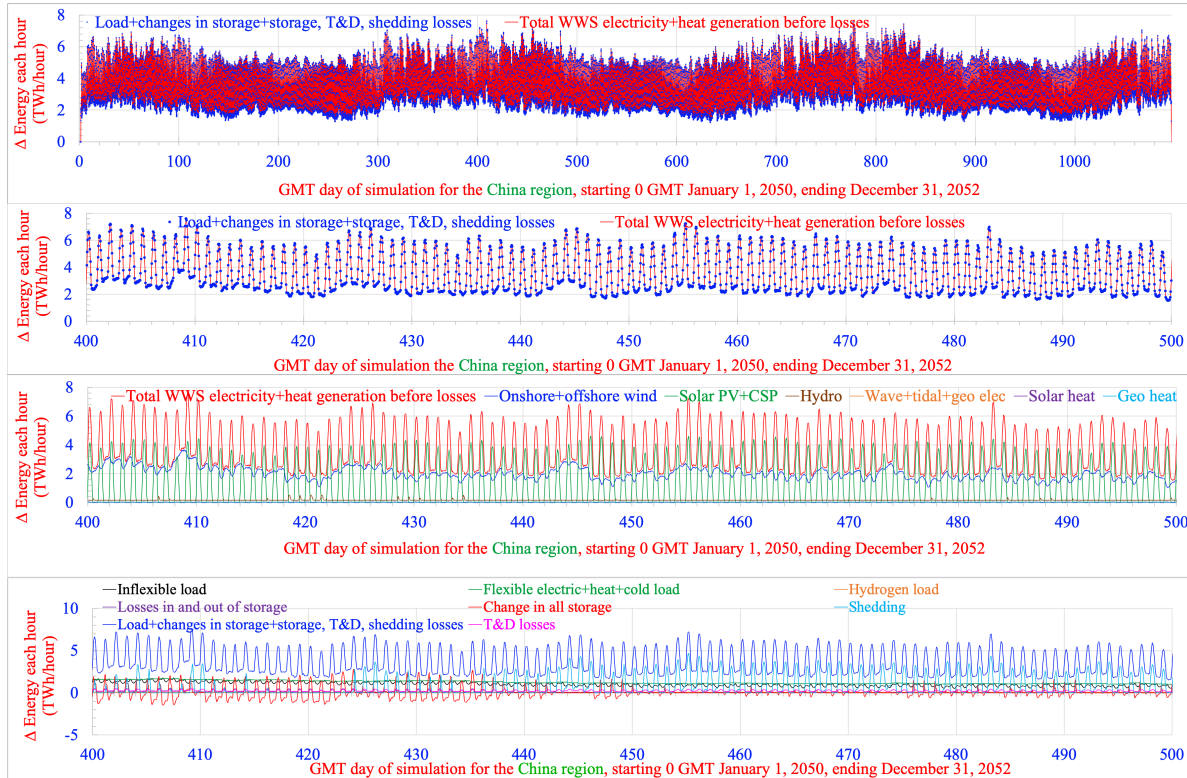 Load+changes in storage+storage, T&D, shedding losses Total WWS electricity+heat generation before losses
Δ Energy each hour
(TWh/hour)
8
6
4
2
0
0 100 200 300 400 500 600 700 800 900 1000
GMT day of simulation for the China region, starting 0 GMT January 1, 2050, ending December 31, 2052
Load+changes in storage+storage, T&D, shedding losses Total WWS electricity+heat generation before losses
Δ Energy each hour
(TWh/hour)
8
6
4
2
0
400 410 420 430 440 450 460 470 480 490 500
GMT day of simulation the China region, starting 0 GMT January 1, 2050, ending December 31, 2052
Total WWS electricity+heat generation before losses Onshore+offshore wind Solar PV+CSP Hydro Wave+tidal+geo elec Solar heat Geo heat
Δ Energy each hour
(TWh/hour)
8
6
4
2
0
400 410 420 430 440 450 460 470 480 490 500
GMT day of simulation for the China region, starting 0 GMT January 1, 2050, ending December 31, 2052
Inflexible load Flexible electric+heat+cold load Hydrogen load
Losses in and out of storage Change in all storage Shedding
Load+changes in storage+storage, T&D, shedding losses T&D losses
Δ Energy each hour
(TWh/hour)
10
5
0
-5
400 410 420 430 440 450 460 470 480 490 500
GMT day of simulation for the China region, starting 0 GMT January 1, 2050, ending December 31, 2052